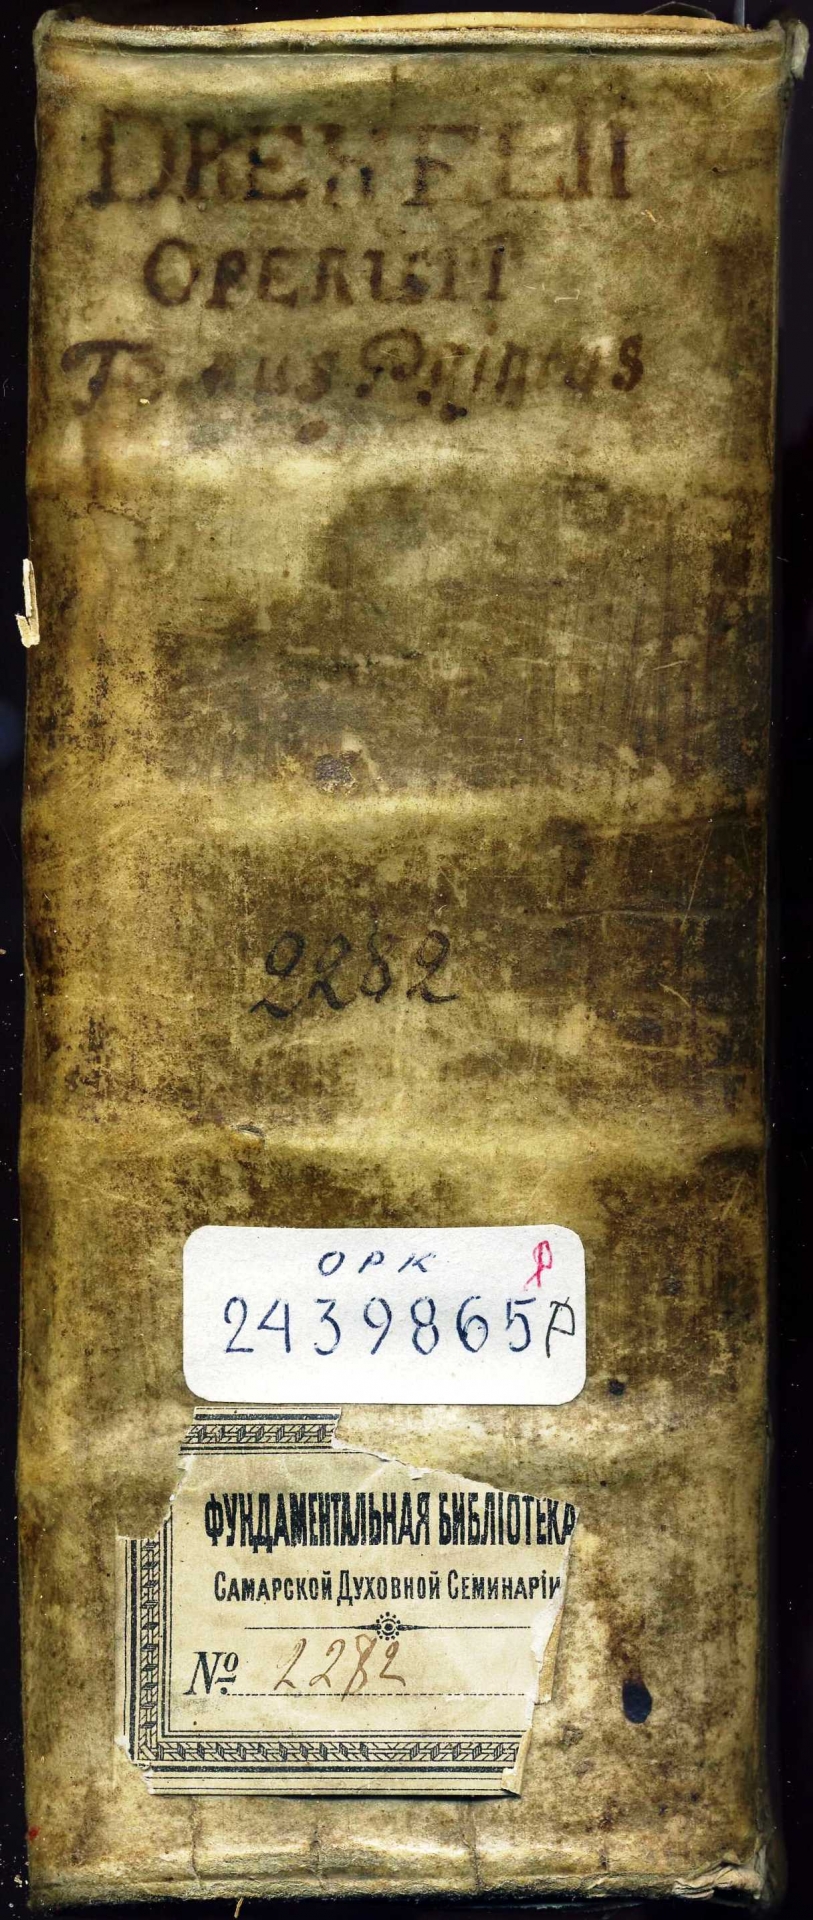 DREXELII
OPERUM
Tomus Primus
2282
ОРК
2439865р
ФУНДАМЕНТАЛЬНАЯ БИБЛІОТЕКА
САМАРСКОЙ ДУХОВНОЙ СЕМИНАРІИ
№ 2282